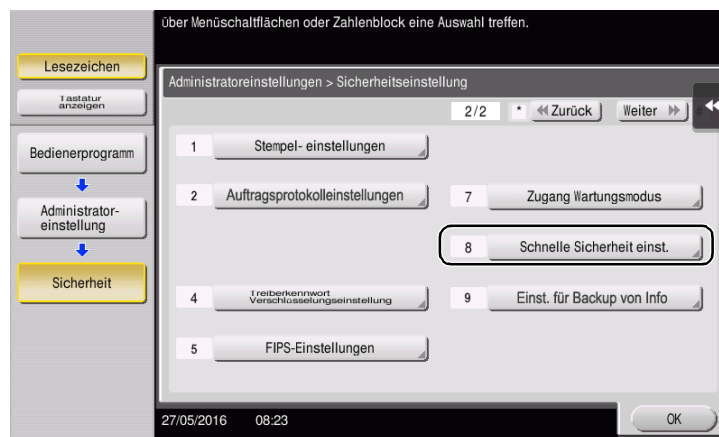 über Menüschaltflächen oder Zahlenblock eine Auswahl treffen.
Lesezeichen
Tastatur
anzeigen
Bedienerprogramm
Administrator-
einstellung
Sicherheit
Administratoreinstellungen > Sicherheitseinstellung
2/2 * Zurück Weiter
1 Stempel- einstellungen
2 Auftragsprotokolleinstellungen
7 Zugang Wartungsmodus
8 Schnelle Sicherheit einst.
4 Treiberkennwort
Verschlüsselungseinstellung
9 Einst. für Backup von Info
5 FIPS-Einstellungen
27/05/2016 08:23
OK